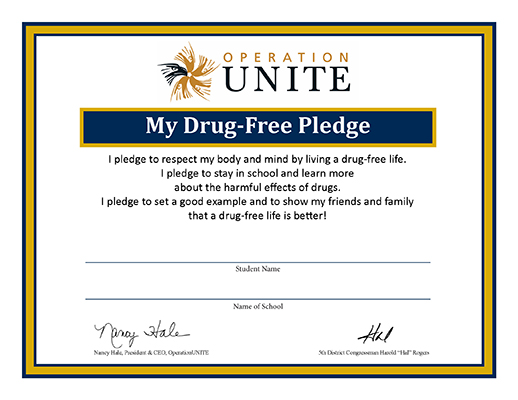 OPERATION
UNITE
My Drug-Free Pledge
I pledge to respect my body and mind by living a drug-free life.
I pledge to stay in school and learn more
about the harmful effects of drugs.
I pledge to set a good example and to show my friends and family
that a drug-free life is better!
Student Name
Name of School
Nancy Hale Hal
Nancy Hale, President & CEO, OperationUNITE 5th District Congressman Harold "Hal" Rogers